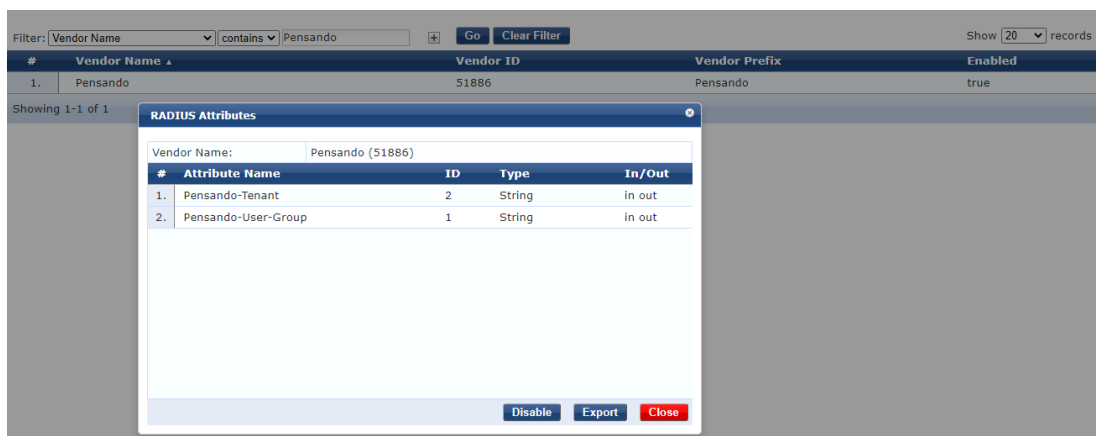 Filter: Vendor Name contains Pensando + Go Clear Filter Show 20 records
# Vendor Name Vendor ID Vendor Prefix Enabled
1. Pensando 51886 Pensando true
Showing 1-1 of 1
RADIUS Attributes
Vendor Name: Pensando (51886)
# Attribute Name ID Type In/Out
1. Pensando-Tenant 2 String in out
2. Pensando-User-Group 1 String in out
Disable Export Close